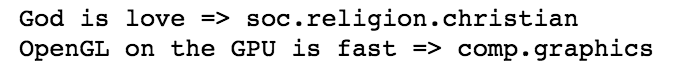 God is love => soc.religion.christian
OpenGL on the GPU is fast => comp.graphics